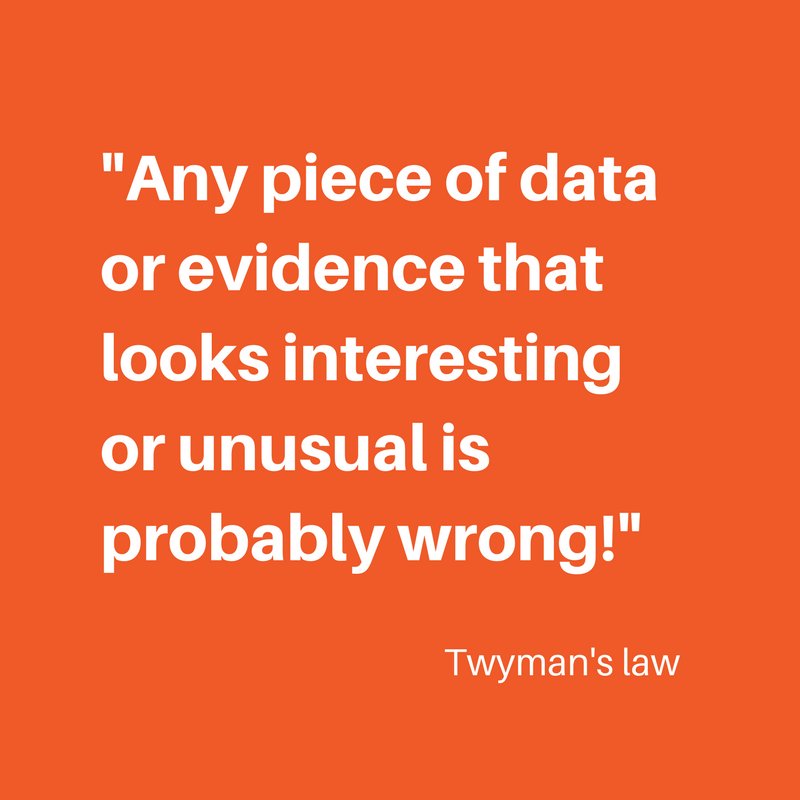 "Any piece of data
or evidence that
looks interesting
or unusual is
probably wrong!"
Twyman's law